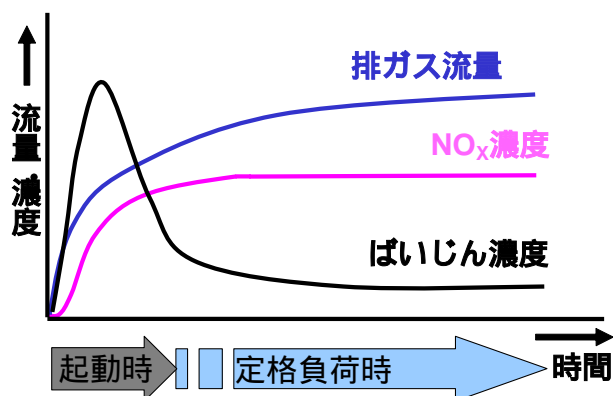 排ガス流量
NOX濃度
流量・濃度
ばいじん濃度
起動時
定格負荷時
時間